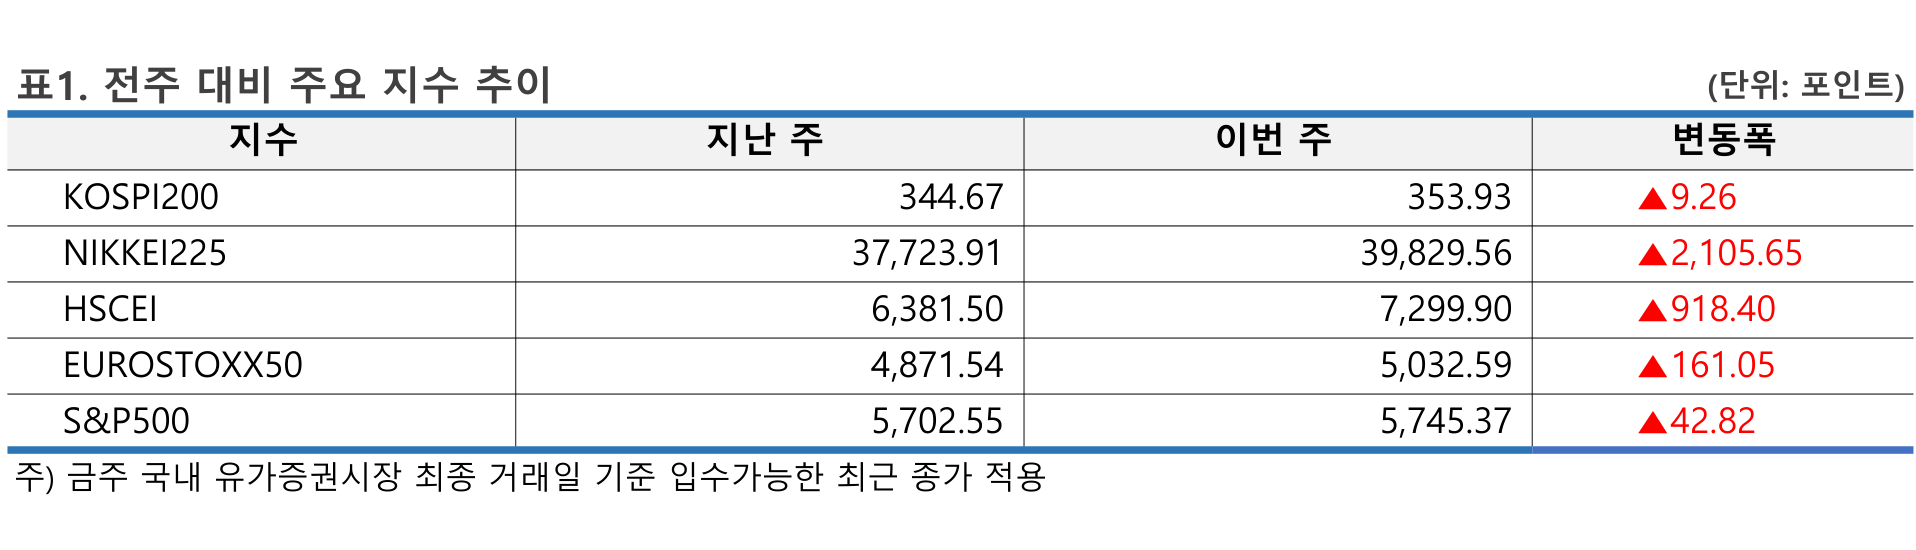 표1. 전주 대비 주요 지수 추이 (단위: 포인트)
지수 지난 주 이번 주 변동폭
KOSPI200 344.67 353.93 ▲9.26
NIKKEI225 37,723.91 39,829.56 ▲2,105.65
HSCEI 6,381.50 7,299.90 ▲918.40
EUROSTOXX50 4,871.54 5,032.59 ▲161.05
S&P500 5,702.55 5,745.37 ▲42.82
주) 금주 국내 유가증권시장 최종 거래일 기준 입수가능한 최근 종가 적용